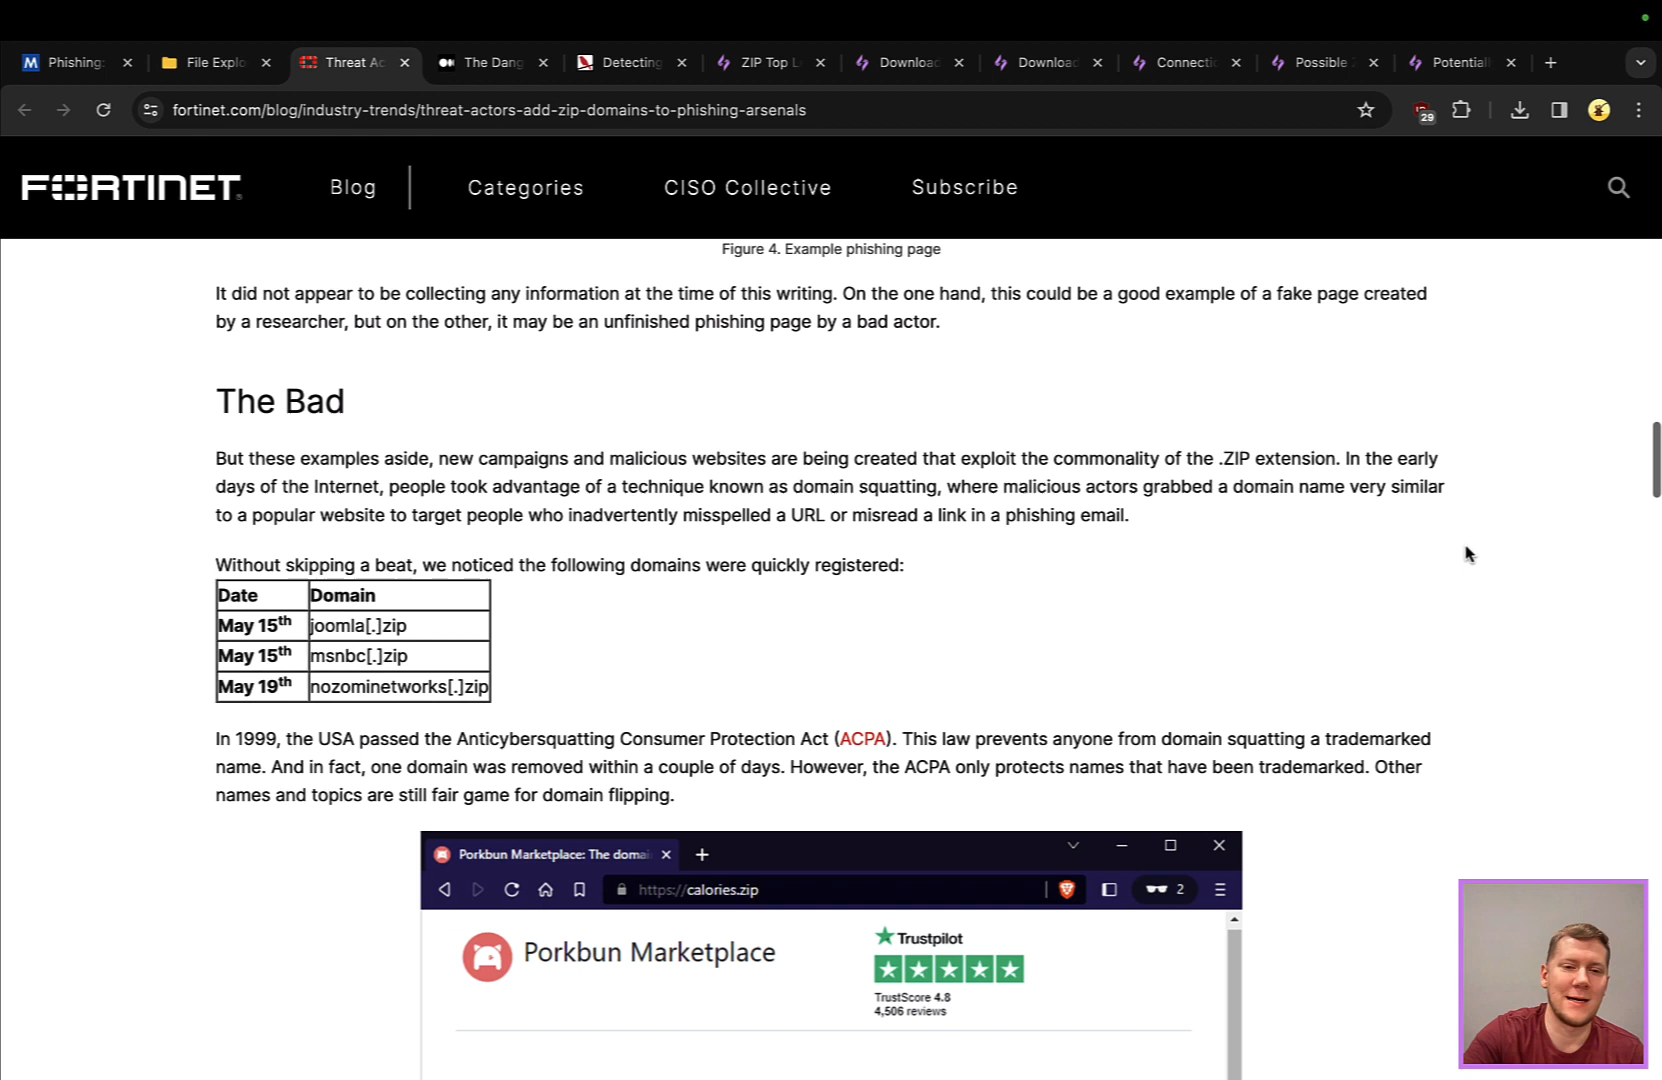 Phishing:
File Explo
Threat Ac
The Dang
Detecting
ZIP Top L
Download
Download
Connecti
Possible
Potential
fortinet.com/blog/industry-trends/threat-actors-add-zip-domains-to-phishing-arsenals
29
FORTINET
Blog
Categories
CISO Collective
Subscribe
Figure 4. Example phishing page
It did not appear to be collecting any information at the time of this writing. On the one hand, this could be a good example of a fake page created
by a researcher, but on the other, it may be an unfinished phishing page by a bad actor.
The Bad
But these examples aside, new campaigns and malicious websites are being created that exploit the commonality of the .ZIP extension. In the early
days of the Internet, people took advantage of a technique known as domain squatting, where malicious actors grabbed a domain name very similar
to a popular website to target people who inadvertently misspelled a URL or misread a link in a phishing email.
Without skipping a beat, we noticed the following domains were quickly registered:
Date Domain
May 15th joomla[.]zip
May 15th msnbc[.]zip
May 19th nozominetworks[.]zip
In 1999, the USA passed the Anticybersquatting Consumer Protection Act (ACPA). This law prevents anyone from domain squatting a trademarked
name. And in fact, one domain was removed within a couple of days. However, the ACPA only protects names that have been trademarked. Other
names and topics are still fair game for domain flipping.
Porkbun Marketplace: The domai
https://calories.zip
2
Porkbun Marketplace
Trustpilot
TrustScore 4.8
4,506 reviews